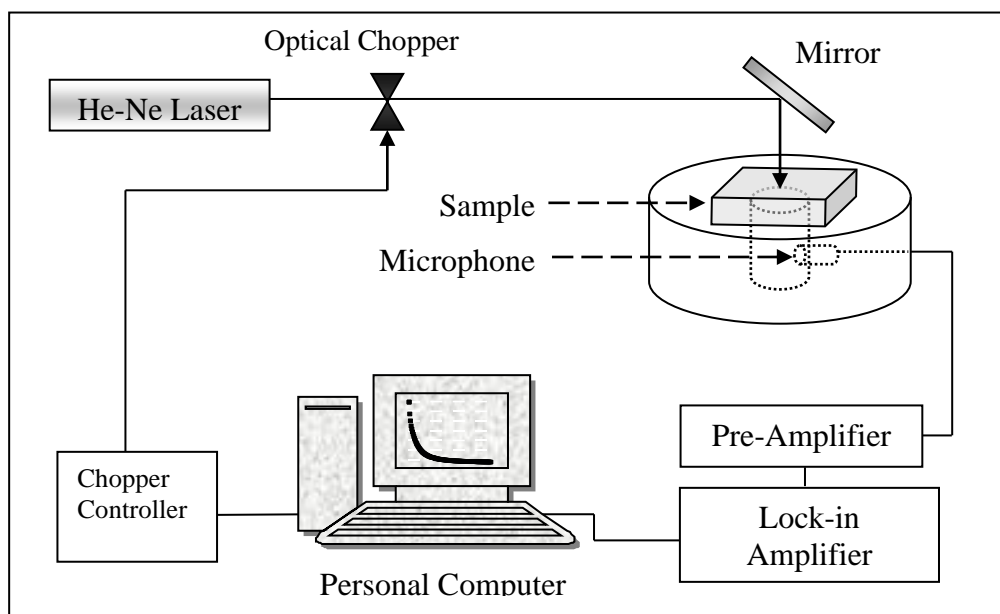 Optical Chopper
Mirror
He-Ne Laser
Sample
Microphone
Pre-Amplifier
Chopper
Controller
Lock-in
Amplifier
Personal Computer